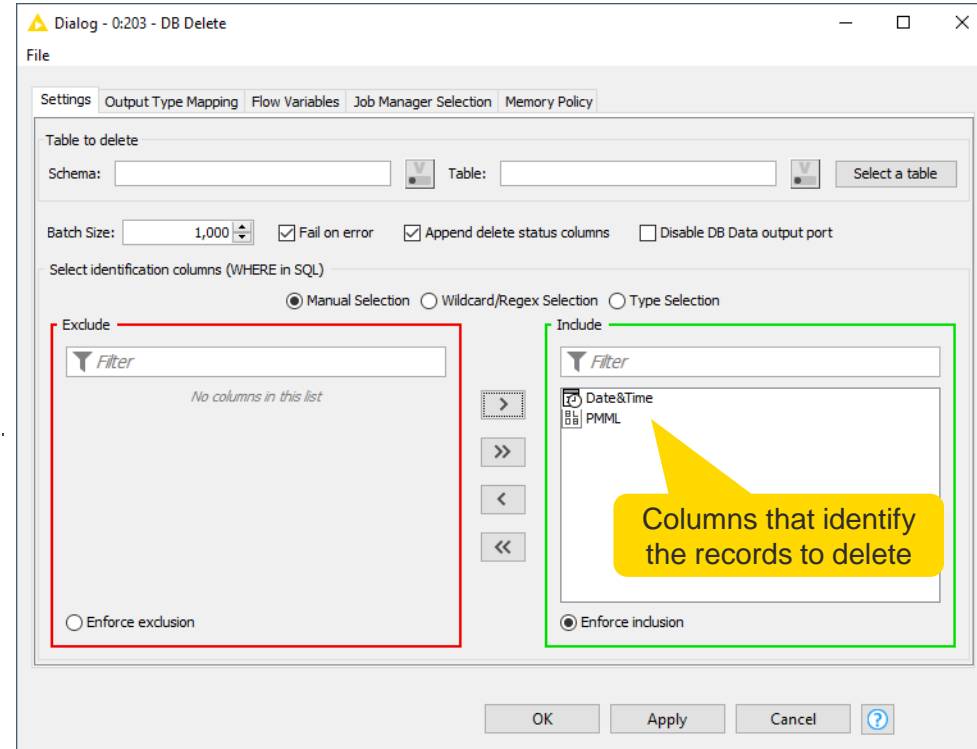 Dialog - 0:203 - DB Delete
File
Settings Output Type Mapping Flow Variables Job Manager Selection Memory Policy
Table to delete
Schema: V Table: V Select a table
Batch Size: 1,000 Fail on error Append delete status columns Disable DB Data output port
Select identification columns (WHERE in SQL)
Manual Selection Wildcard/Regex Selection Type Selection
Exclude Include
Filter Filter
No columns in this list > Date&Time
PMML
>>
<
<<
Columns that identify
the records to delete
Enforce exclusion Enforce inclusion
OK Apply Cancel ?